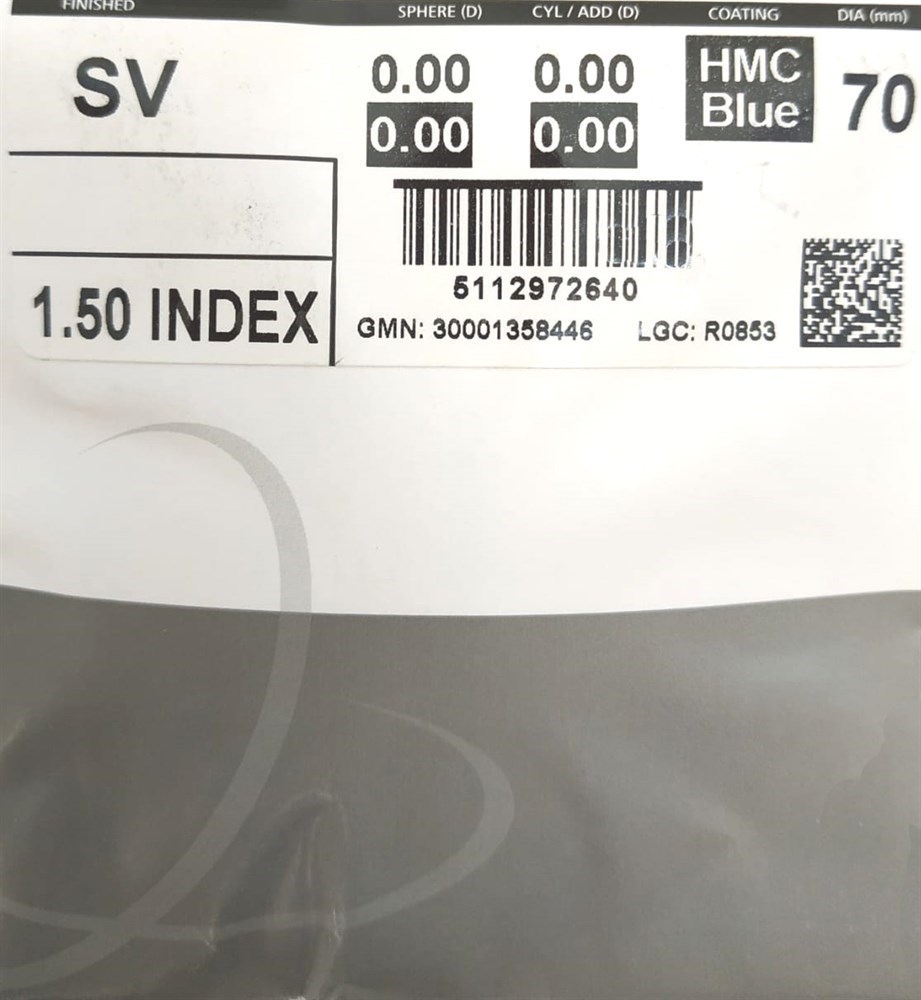 FINISHED SPHERE (D) CYL / ADD (D) COATING DIA (mm)
SV 0.00 0.00 HMC 70
0.00 0.00 Blue
5112972640
1.50 INDEX GMN: 30001358446 LGC: R0853